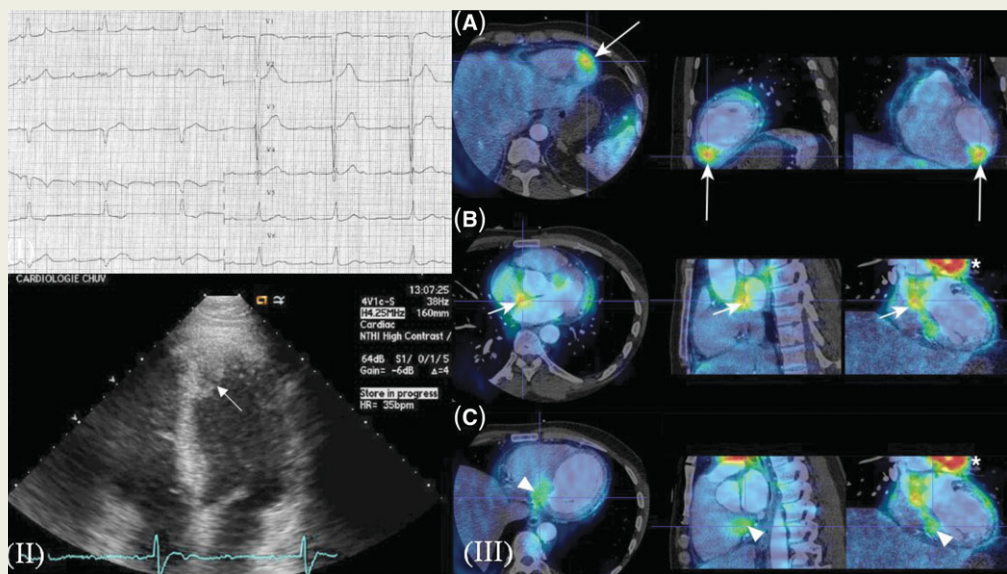 V1
V2
V3
V4
V5
V6
(I)
CARDIOLOGIE CHUV
13:07:25
4V1c-S 38Hz
H4.25MHz 160mm
Cardiac
NTHI High Contrast /
64dB S1/ 0/1/5
Gain= -6dB Δ=4
Store in progress
HR= 35bpm
(II)
(A)
(B)
*
(C)
*
(III)